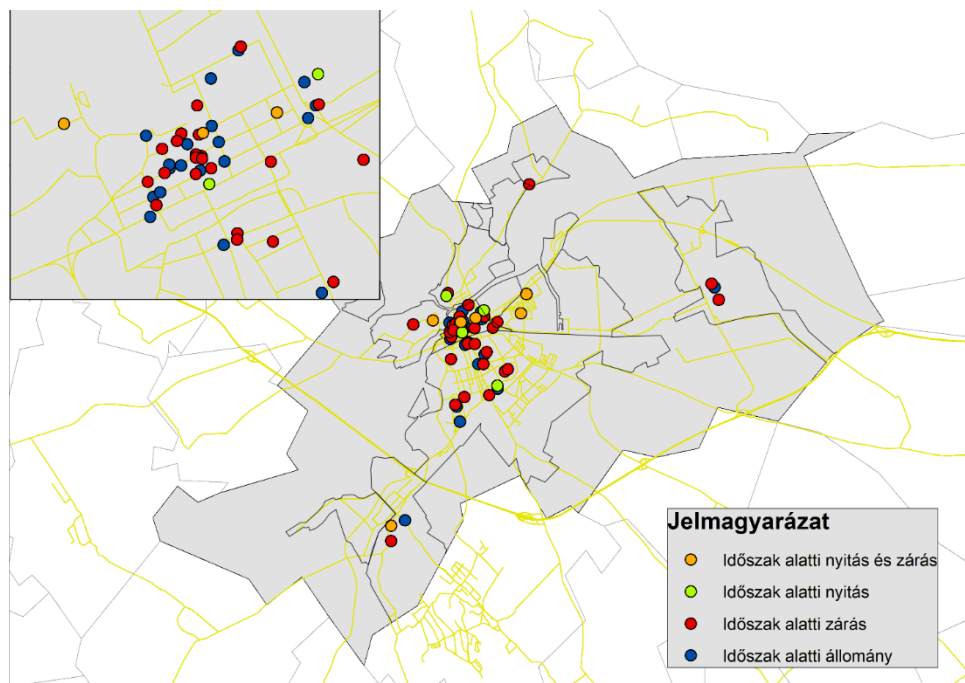 Jelmagyarázat
Időszak alatti nyitás és zárás
Időszak alatti nyitás
Időszak alatti zárás
Időszak alatti állomány